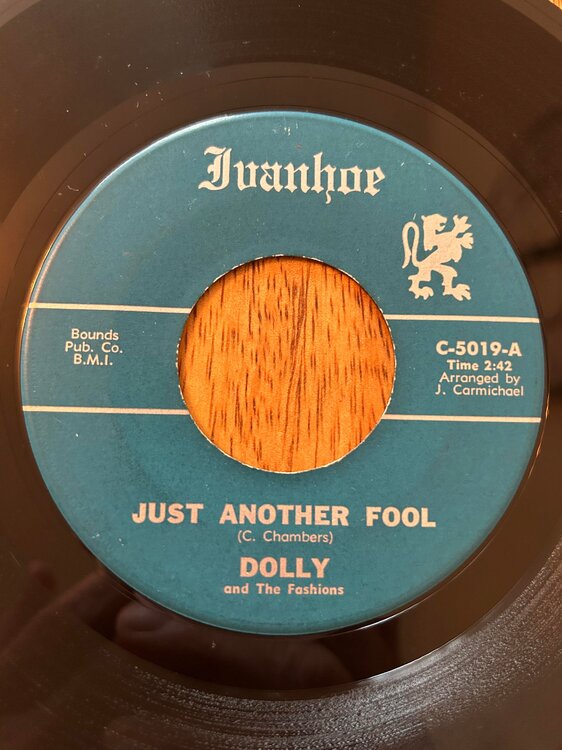 Ivanhoe
Bounds
Pub. Co.
B.M.I.
C-5019-A
Time 2:42
Arranged by
J. Carmichael
JUST ANOTHER FOOL
(C. Chambers)
DOLLY
and The Fashions